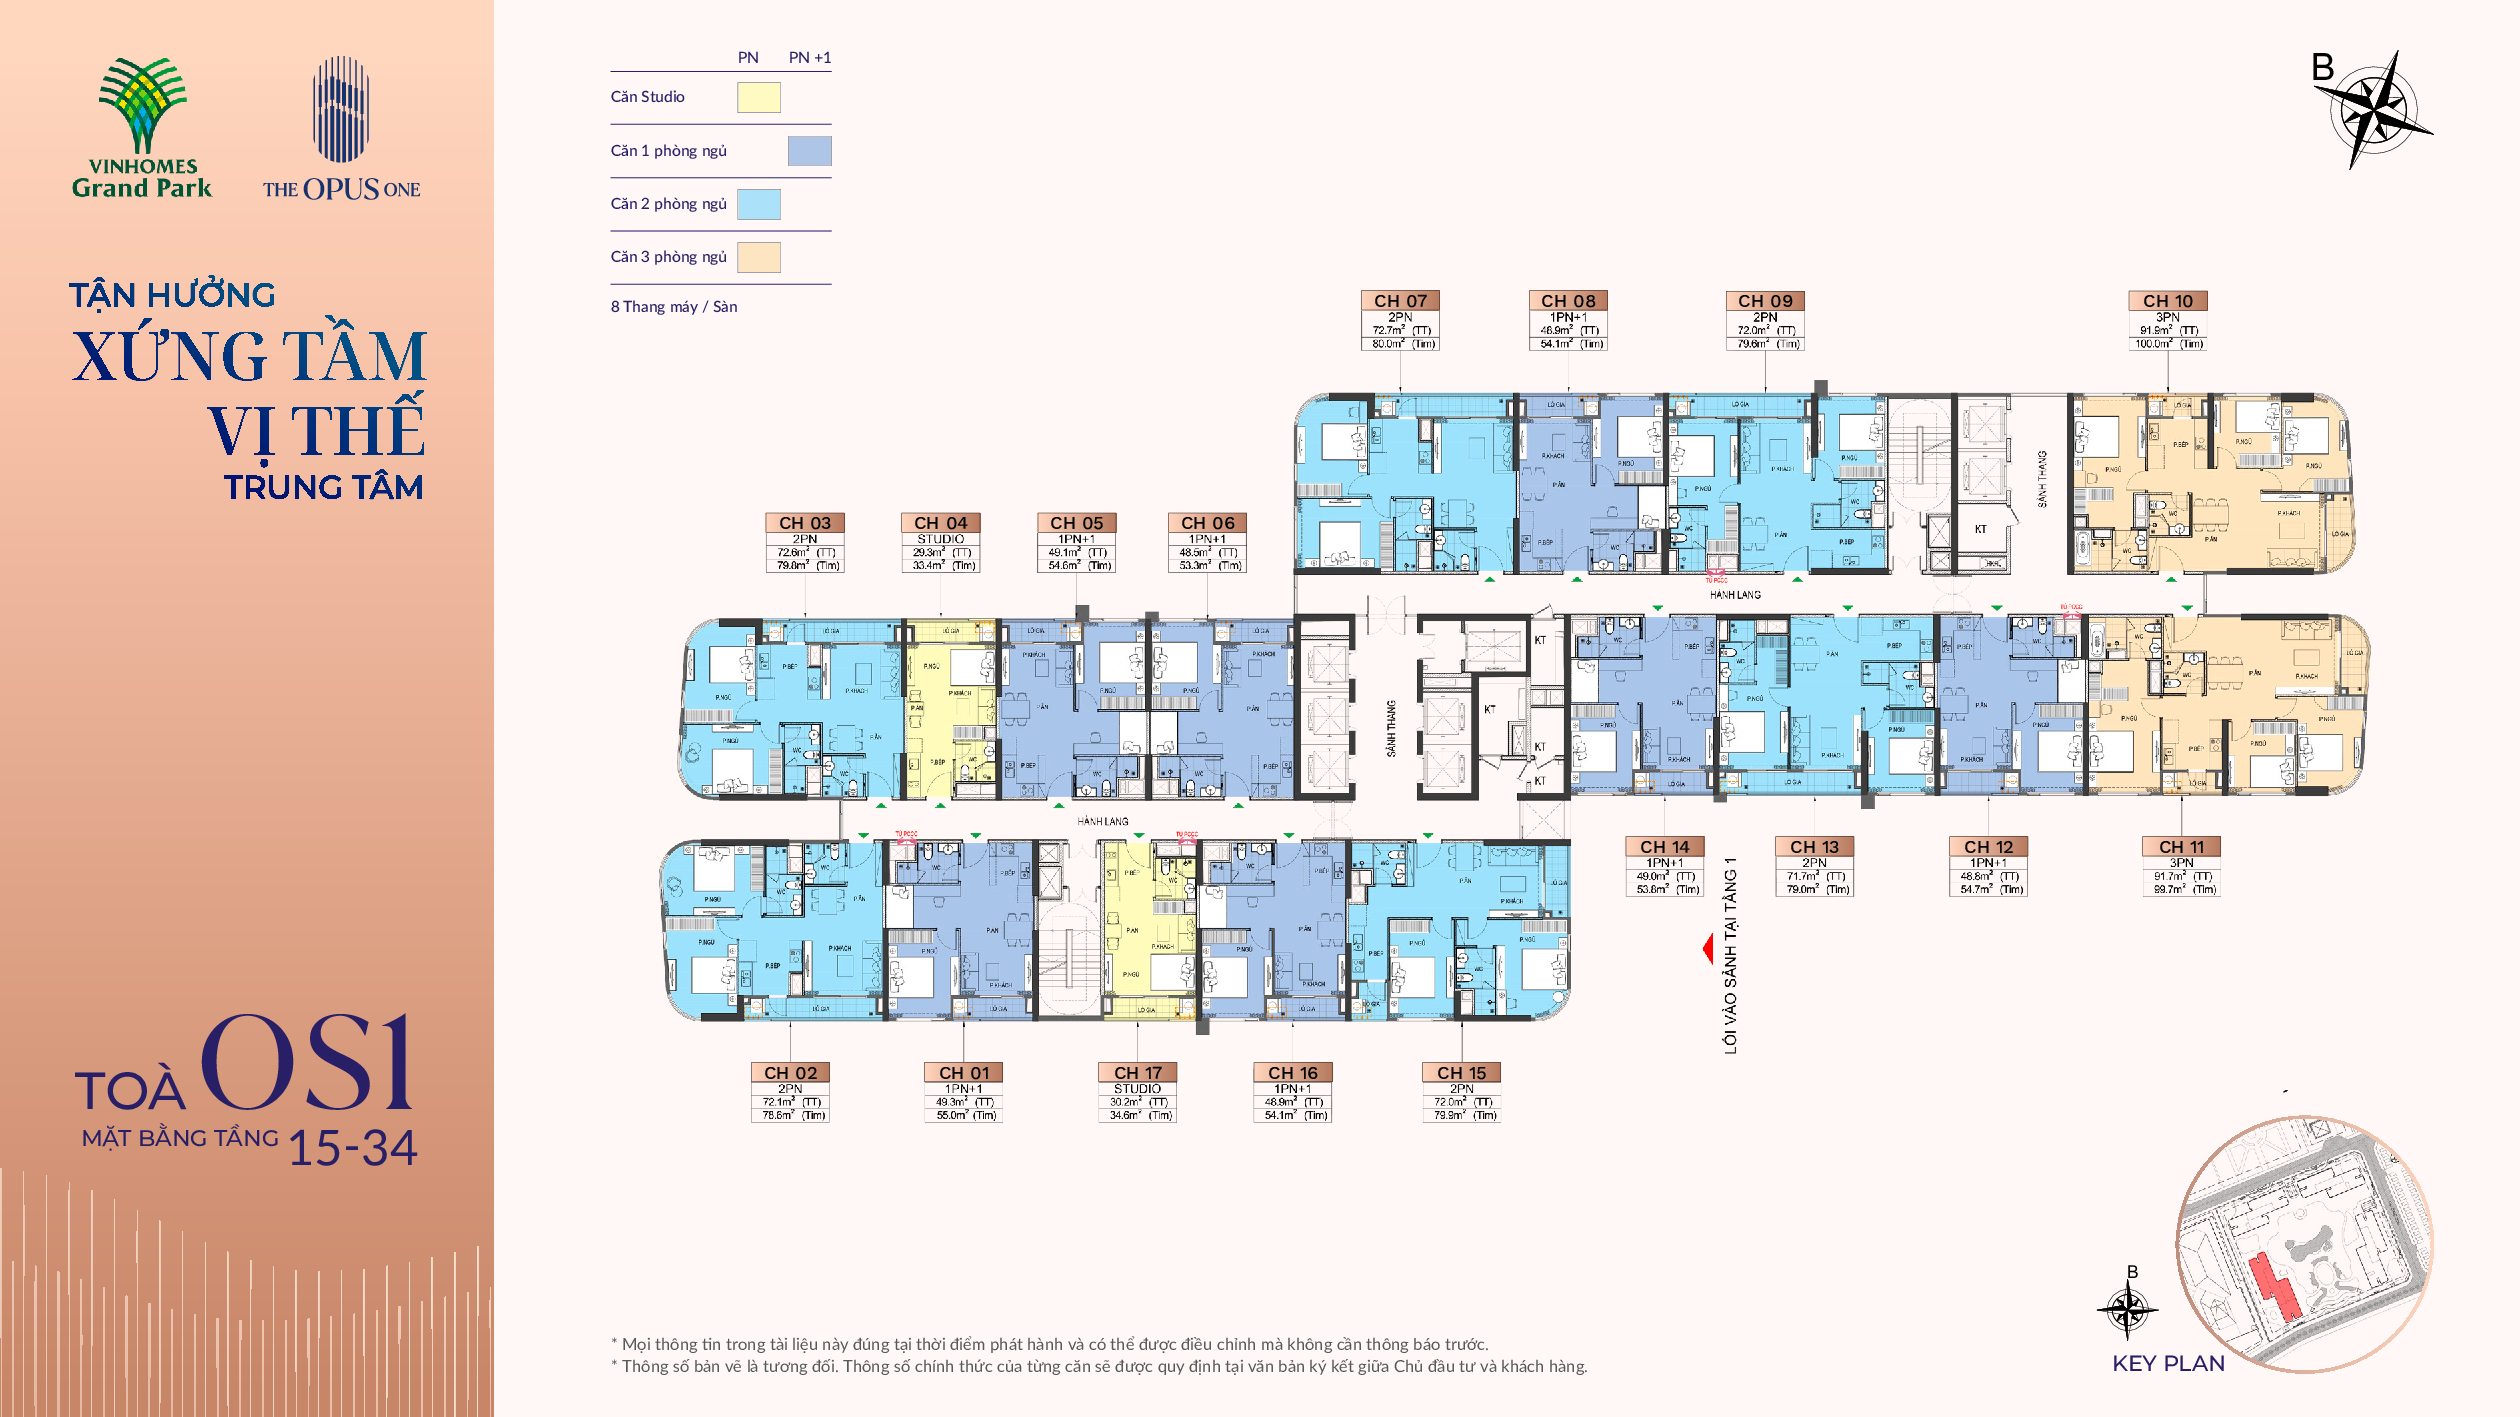 VINHOMES
Grand Park
THE OPUS ONE
TẬN HƯỞNG
XỨNG TẦM
VỊ THẾ
TRUNG TÂM
TOÀ OS1
MẶT BẰNG TẦNG 15-34
PN PN +1
Căn Studio
Căn 1 phòng ngủ
Căn 2 phòng ngủ
Căn 3 phòng ngủ
8 Thang máy / Sàn
B
CH 07
2PN
72.7m² (TT)
80.0m² (Tim)
CH 08
1PN+1
48.9m² (TT)
54.1m² (Tim)
CH 09
2PN
72.0m² (TT)
79.6m² (Tim)
CH 10
3PN
91.9m² (TT)
100.0m² (Tim)
CH 03
2PN
72.6m² (TT)
79.8m² (Tim)
CH 04
STUDIO
29.3m² (TT)
33.4m² (Tim)
CH 05
1PN+1
49.1m² (TT)
54.6m² (Tim)
CH 06
1PN+1
48.5m² (TT)
53.3m² (Tim)
SẢNH THANG
KT
HÀNH LANG
SẢNH THANG
KT
KT
KT
KT
HÀNH LANG
CH 14
1PN+1
49.0m² (TT)
53.8m² (Tim)
CH 13
2PN
71.7m² (TT)
79.0m² (Tim)
CH 12
1PN+1
48.8m² (TT)
54.7m² (Tim)
CH 11
3PN
91.7m² (TT)
99.7m² (Tim)
LỐI VÀO SẢNH TẠI TẦNG 1
CH 02
2PN
72.1m² (TT)
78.6m² (Tim)
CH 01
1PN+1
49.3m² (TT)
55.0m² (Tim)
CH 17
STUDIO
30.2m² (TT)
34.6m² (Tim)
CH 16
1PN+1
48.9m² (TT)
54.1m² (Tim)
CH 15
2PN
72.0m² (TT)
79.9m² (Tim)
B
KEY PLAN
* Mọi thông tin trong tài liệu này đúng tại thời điểm phát hành và có thể được điều chỉnh mà không cần thông báo trước.
* Thông số bản vẽ là tương đối. Thông số chính thức của từng căn sẽ được quy định tại văn bản ký kết giữa Chủ đầu tư và khách hàng.